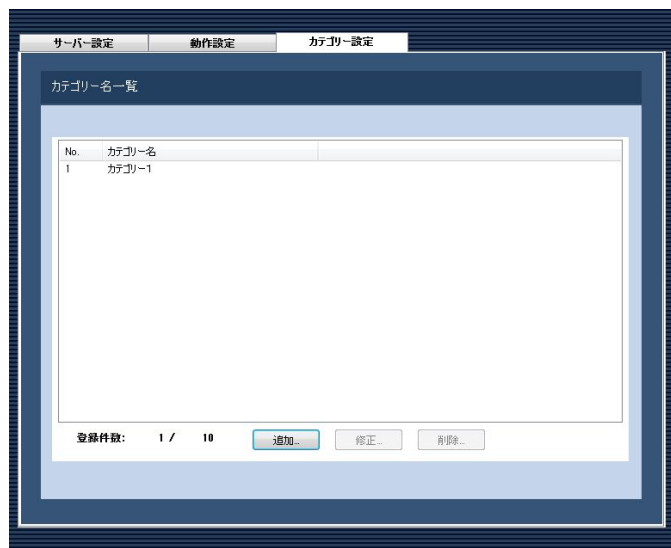 サーバー設定 動作設定 カテゴリー設定
カテゴリー名一覧
No. カテゴリー名
1 カテゴリー1
登録件数: 1 / 10 追加... 修正... 削除...